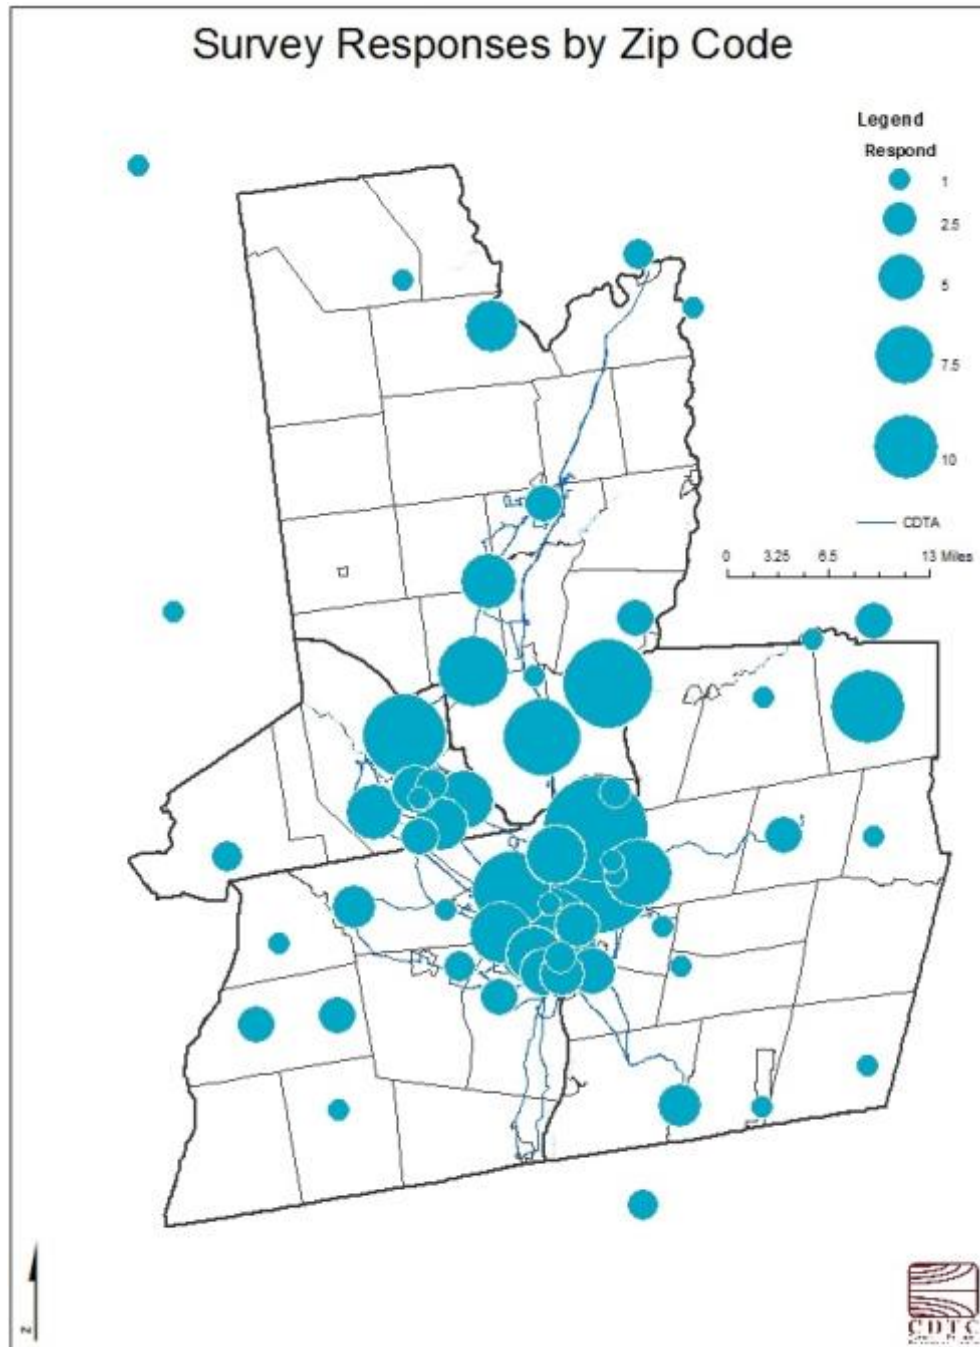 Survey Responses by Zip Code
Legend
Respond
1
2.5
5
7.5
10
CDTA
0 3.25 6.5 13 Miles
N
CDTC